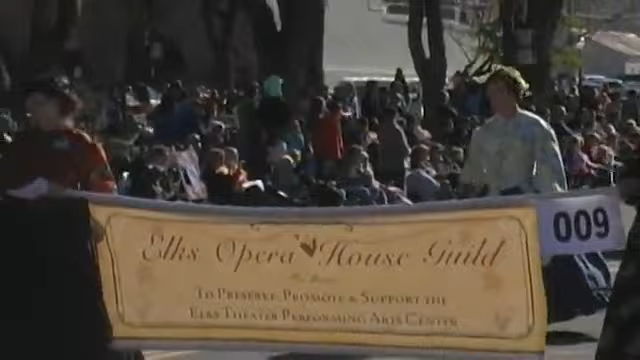 Elks Opera House Guild
To Preserve, Promote & Support the
Elks Theater Performing Arts Center
009